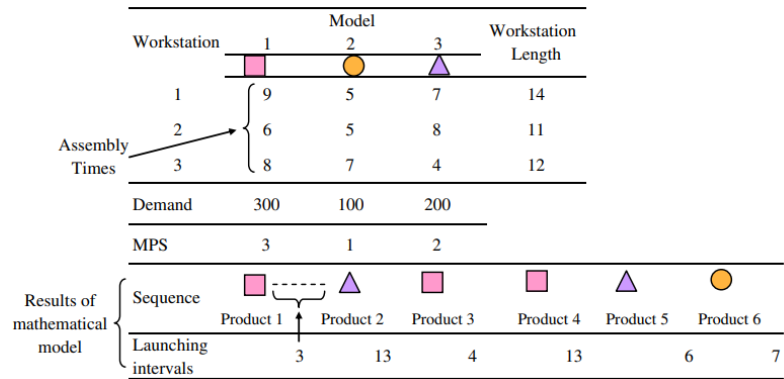 Model
Workstation 1 2 3 Workstation Length
1 9 5 7 14
2 6 5 8 11
3 8 7 4 12
Assembly Times
Demand 300 100 200
MPS 3 1 2
Results of mathematical model
Sequence
Product 1 Product 2 Product 3 Product 4 Product 5 Product 6
Launching intervals 3 13 4 13 6 7